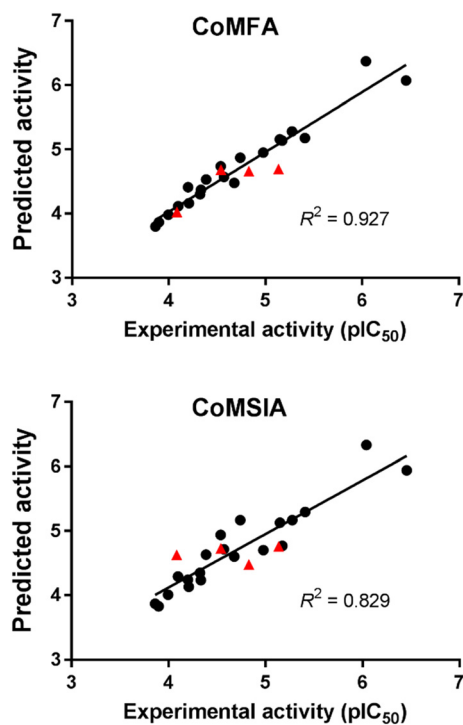 CoMFA
7
6
5
4
3
Predicted activity
R² = 0.927
3 4 5 6 7
Experimental activity (pIC₅₀)
CoMSIA
7
6
5
4
3
Predicted activity
R² = 0.829
3 4 5 6 7
Experimental activity (pIC₅₀)